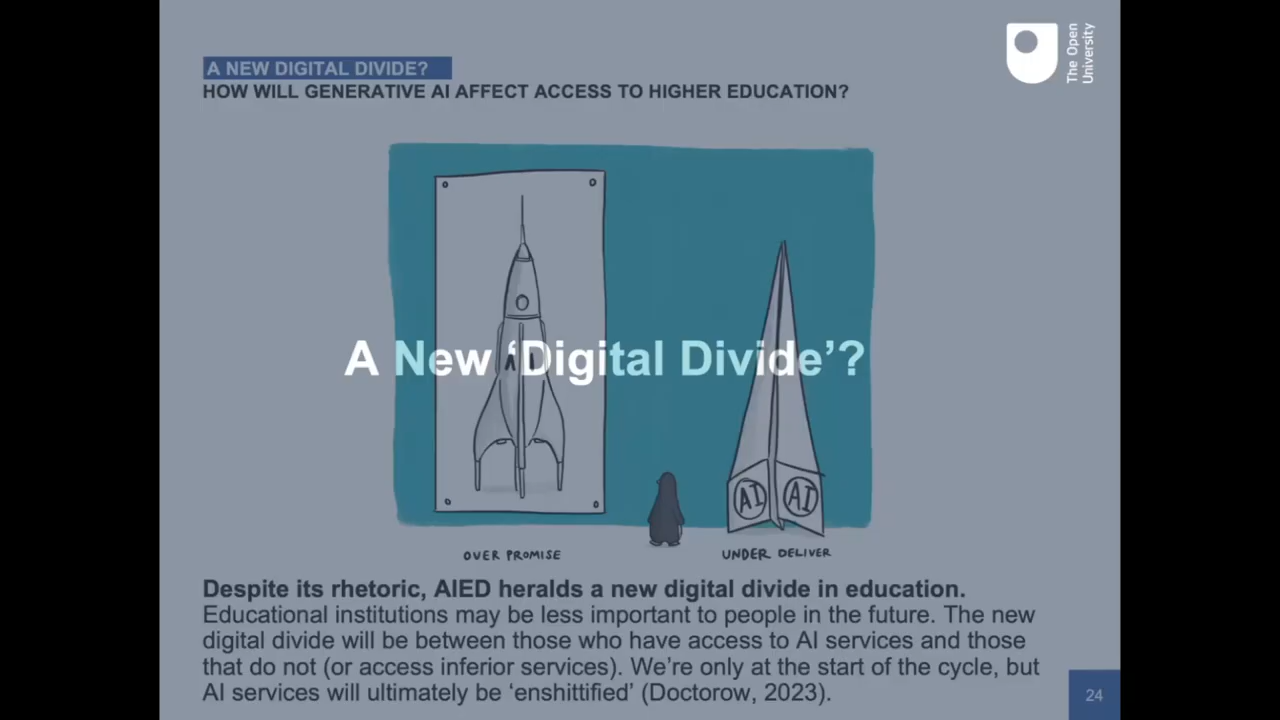 A NEW DIGITAL DIVIDE?
HOW WILL GENERATIVE AI AFFECT ACCESS TO HIGHER EDUCATION?
The Open
University
A New ‘Digital Divide’?
AI
AI
AI
OVER PROMISE
UNDER DELIVER
Despite its rhetoric, AIED heralds a new digital divide in education.
Educational institutions may be less important to people in the future. The new
digital divide will be between those who have access to AI services and those
that do not (or access inferior services). We’re only at the start of the cycle, but
AI services will ultimately be ‘enshittified’ (Doctorow, 2023).
24